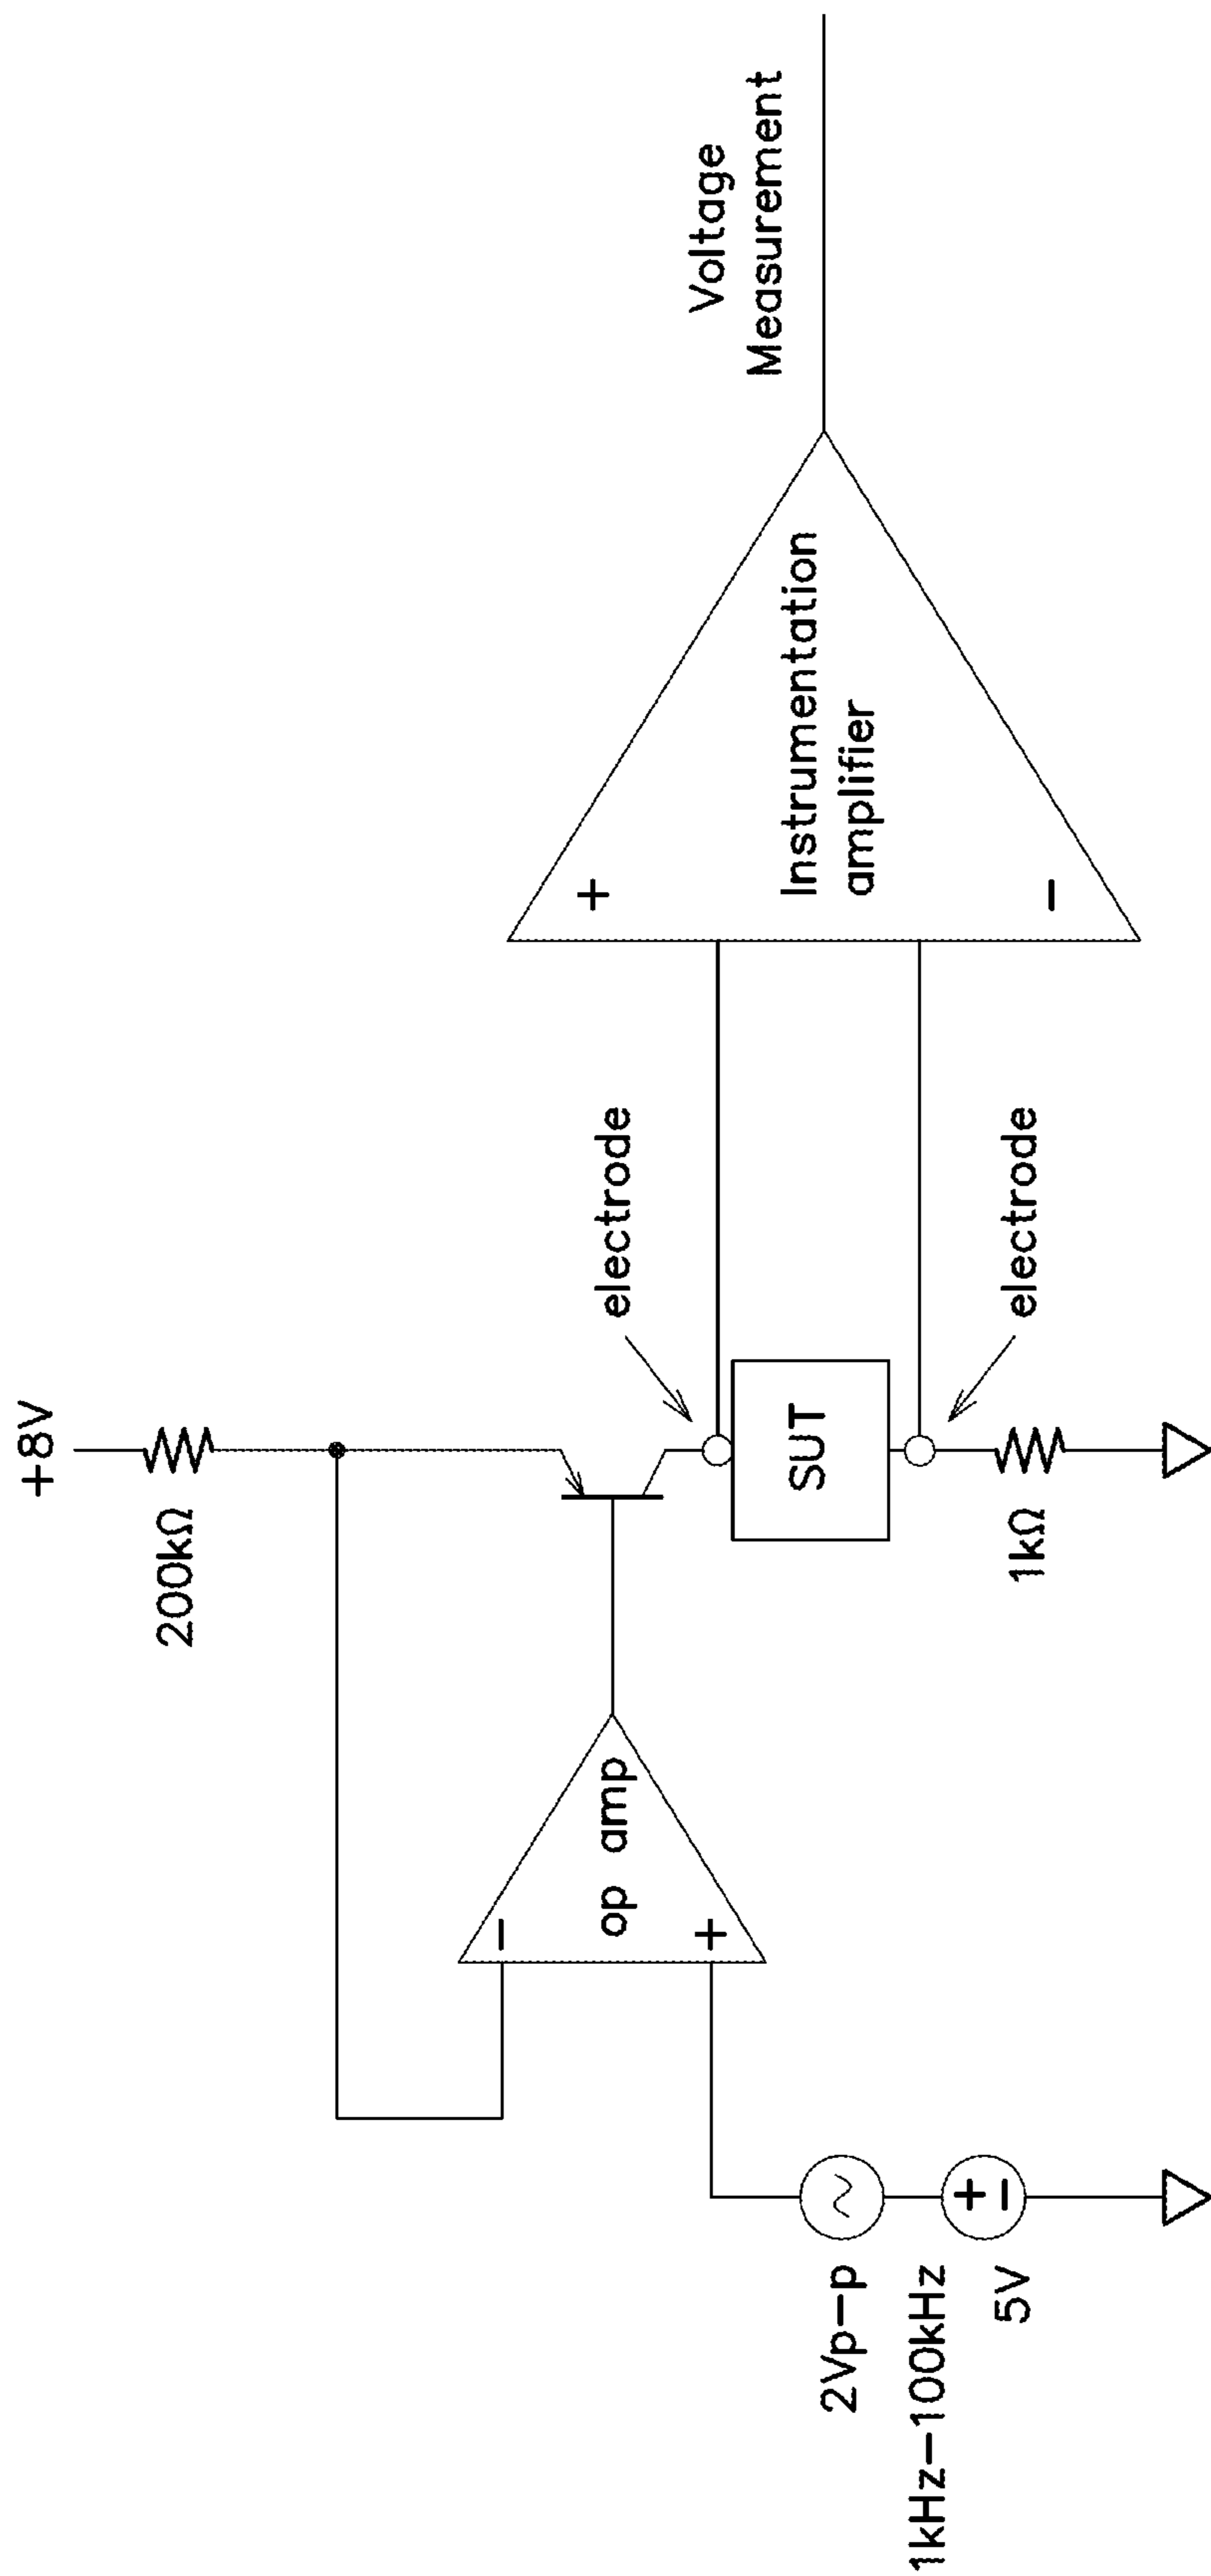 +8V
200kΩ
op amp
-
+
2Vp-p
1kHz-100kHz
+
-
5V
electrode
SUT
electrode
1kΩ
+
-
Instrumentation
amplifier
Voltage
Measurement